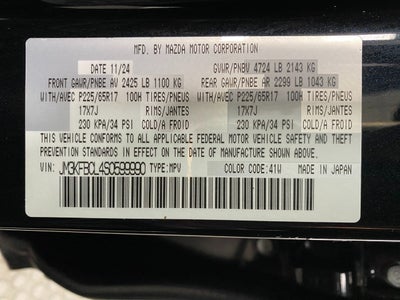 MFD. BY MAZDA MOTOR CORPORATION
DATE 11/24 GVWR/PNBV 4724 LB 2143 KG
FRONT GAWR/PNBE AV 2425 LB 1100 KG REAR GAWR/PNBE AR 2299 LB 1043 KG
WITH/AVEC P225/65R17 100H TIRES/PNEUS WITH/AVEC P225/65R17 100H TIRES/PNEUS
17X7J RIMS/JANTES 17X7J RIMS/JANTES
230 KPA/34 PSI COLD/A FROID 230 KPA/34 PSI COLD/A FROID
THIS VEHICLE CONFORMS TO ALL APPLICABLE FEDERAL MOTOR VEHICLE SAFETY AND THEFT
PREVENTION STANDARDS IN EFFECT ON THE DATE OF MANUFACTURE SHOWN ABOVE.
VIN: JM3KFBCL4S0599990 TYPE:MPV COLOR CODE:41W MADE IN JAPAN